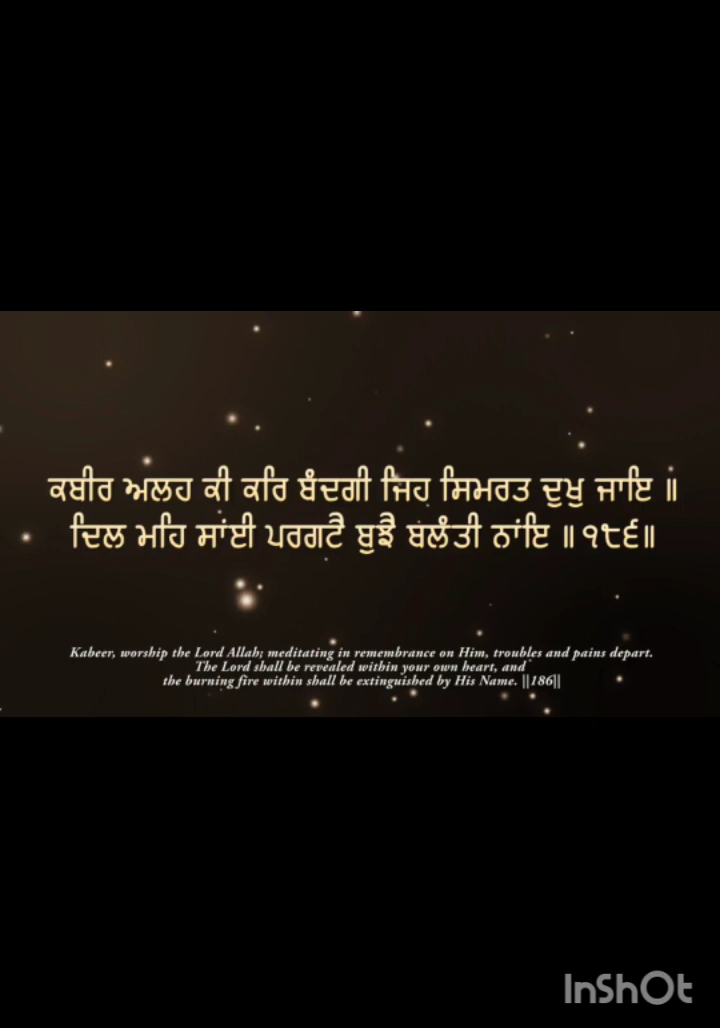 ਕਬੀਰ ਅਲਹ ਕੀ ਕਰਿ ਬੰਦਗੀ ਜਿਹ ਸਿਮਰਤ ਦੁਖੁ ਜਾਇ ॥
ਦਿਲ ਮਹਿ ਸਾਂਈ ਪਰਗਟੈ ਬੁਝੈ ਬਲੰਤੀ ਨਾਂਇ ॥੧੮੬॥
Kabeer, worship the Lord Allah; meditating in remembrance on Him, troubles and pains depart.
The Lord shall be revealed within your own heart, and
the burning fire within shall be extinguished by His Name. ||186||
InShOt